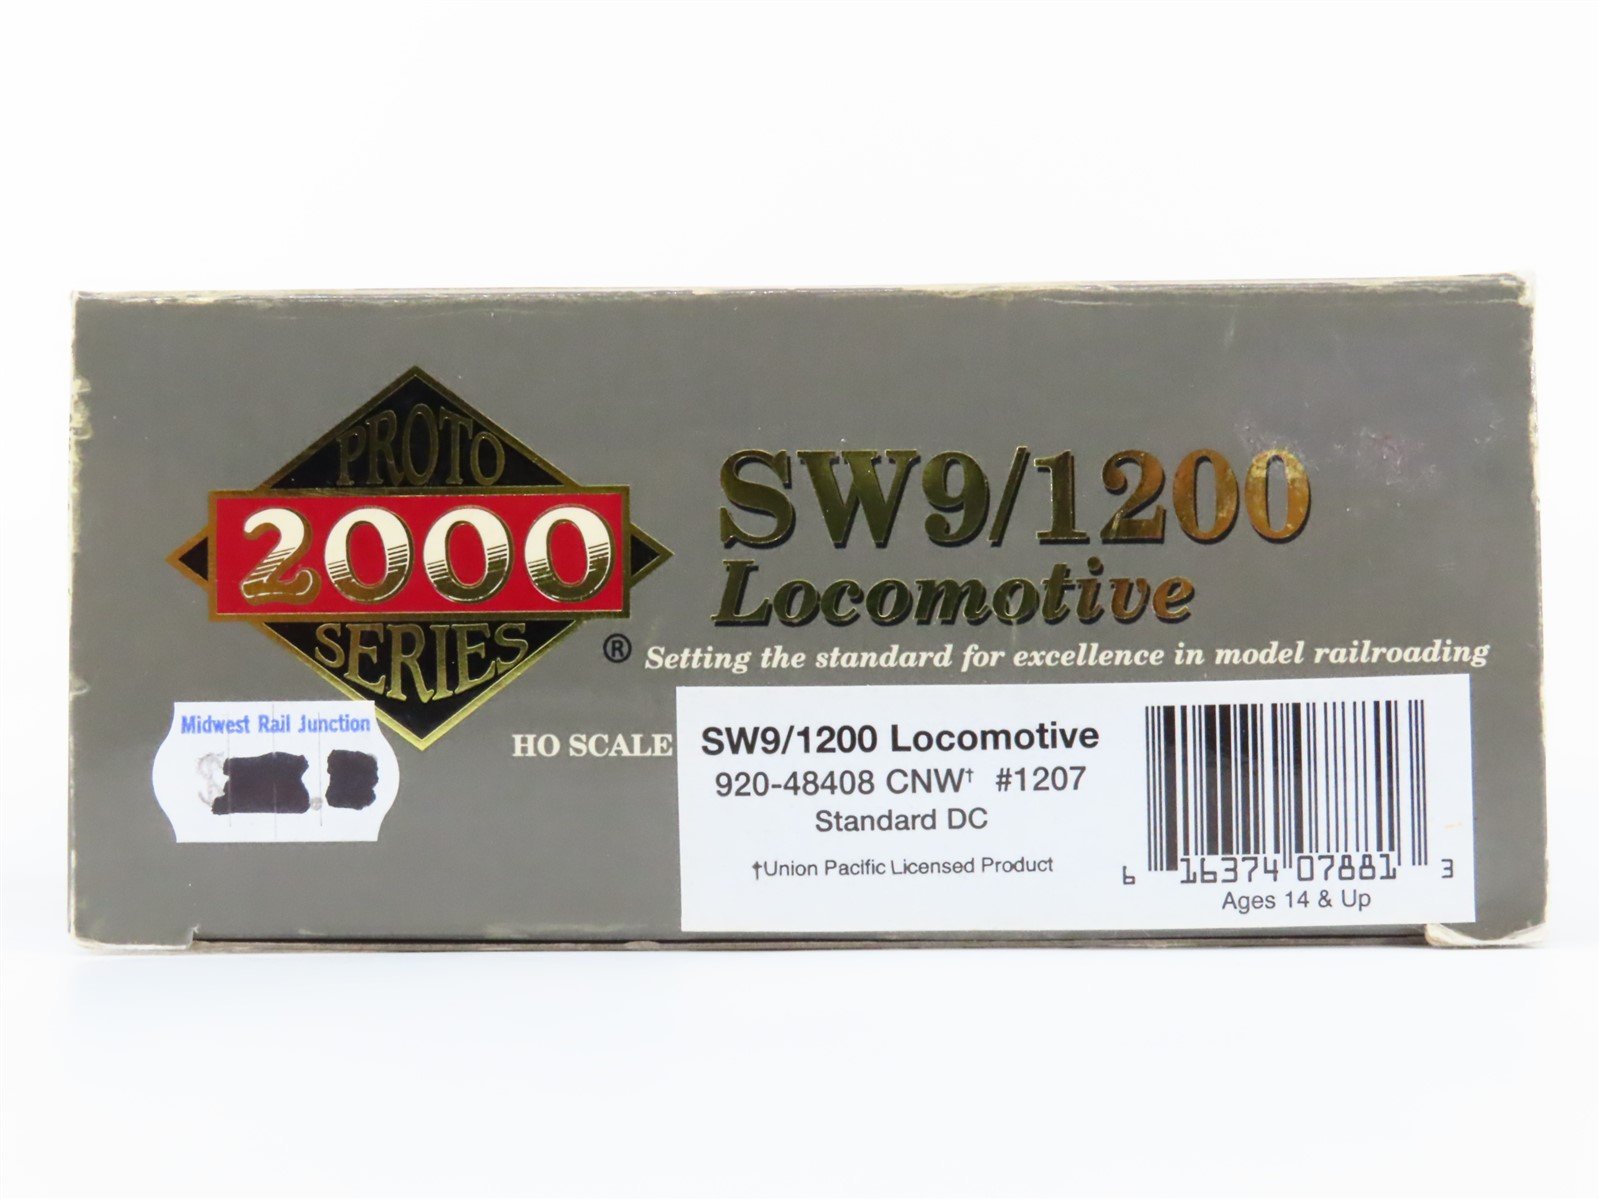 PROTO
2000
SERIES
®
SW9/1200
Locomotive
Setting the standard for excellence in model railroading
HO SCALE
Midwest Rail Junction
$
SW9/1200 Locomotive
920-48408 CNW† #1207
Standard DC
†Union Pacific Licensed Product
6 16374 07881 3
Ages 14 & Up